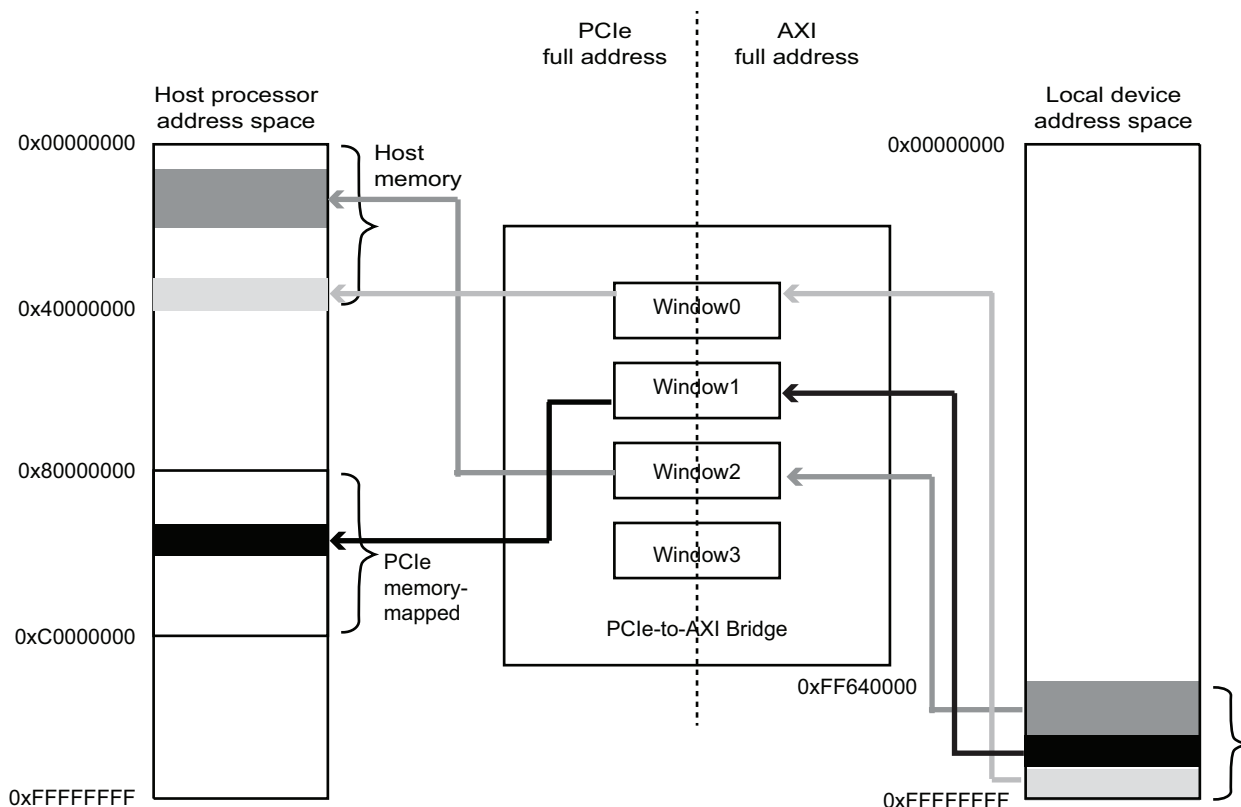 PCIe
full address
AXI
full address
Host processor
address space
Local device
address space
0x00000000
0x00000000
Host
memory
Window0
0x40000000
Window1
0x80000000
Window2
Window3
PCIe
memory-
mapped
0xC0000000
PCIe-to-AXI Bridge
0xFF640000
0xFFFFFFFF
0xFFFFFFFF